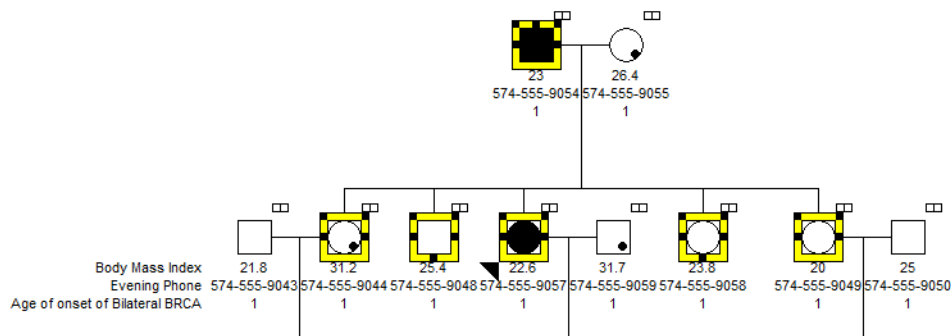 23 26.4
574-555-9054 574-555-9055
1 1
Body Mass Index 21.8 31.2 25.4 22.6 31.7 23.8 20 25
Evening Phone 574-555-9043 574-555-9044 574-555-9048 574-555-9057 574-555-9059 574-555-9058 574-555-9049 574-555-9050
Age of onset of Bilateral BRCA 1 1 1 1 1 1 1 1